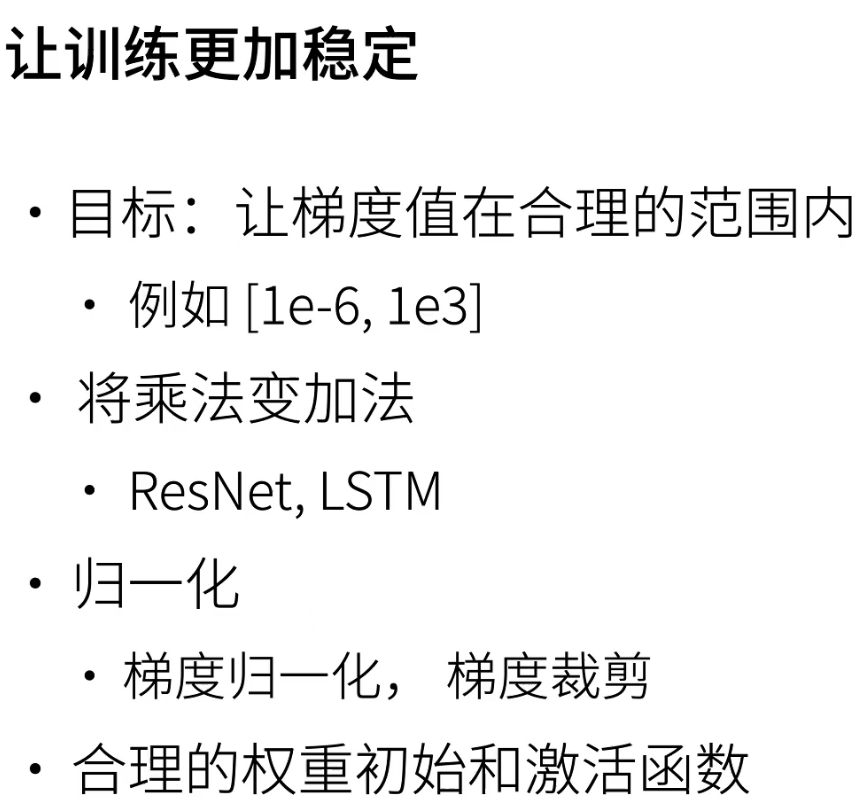 让训练更加稳定
• 目标：让梯度值在合理的范围内
• 例如 [1e-6, 1e3]
• 将乘法变加法
• ResNet, LSTM
• 归一化
• 梯度归一化， 梯度裁剪
• 合理的权重初始和激活函数